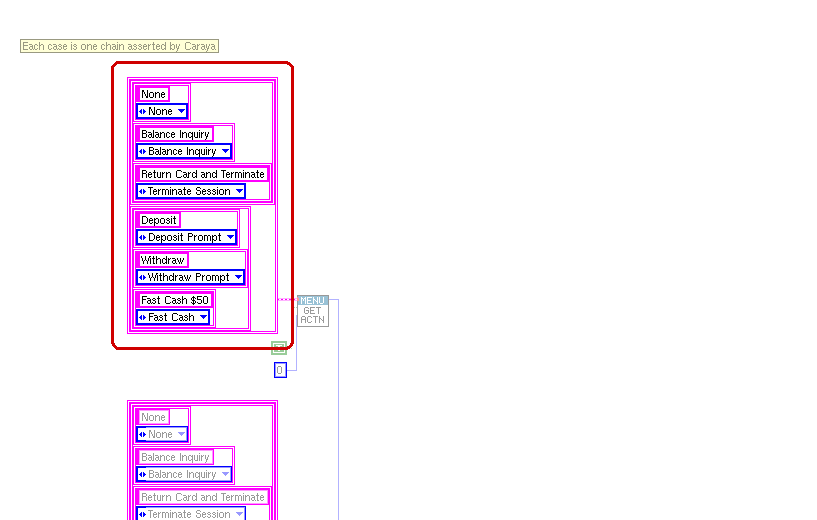 Each case is one chain asserted by Caraya
None
None
Balance Inquiry
Balance Inquiry
Return Card and Terminate
Terminate Session
Deposit
Deposit Prompt
Withdraw
Withdraw Prompt
Fast Cash $50
Fast Cash
MENU
GET
ACTN
T
0
None
None
Balance Inquiry
Balance Inquiry
Return Card and Terminate
Terminate Session